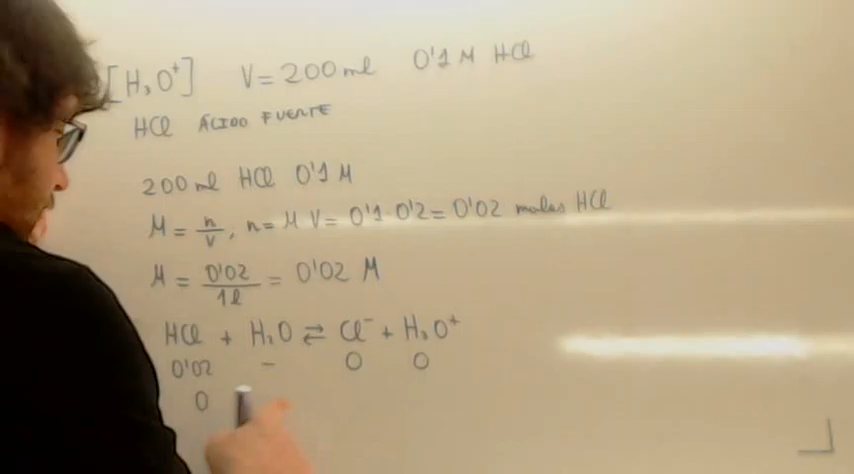 [H₃O⁺] V = 200 ml 0'1 M HCl
HCl ÁCIDO FUERTE
200 ml HCl 0'1 M
M = n/V, n = M V = 0'1 · 0'2 = 0'02 moles HCl
M = 0'02/1l = 0'02 M
HCl + H₂O ⇄ Cl⁻ + H₃O⁺
0'02 – 0 0
0